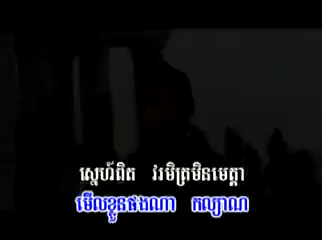 ស្នេហ៍ពិត វរមិត្រមិនមេត្តា
មើលខ្លួនផងណា កល្យាណ